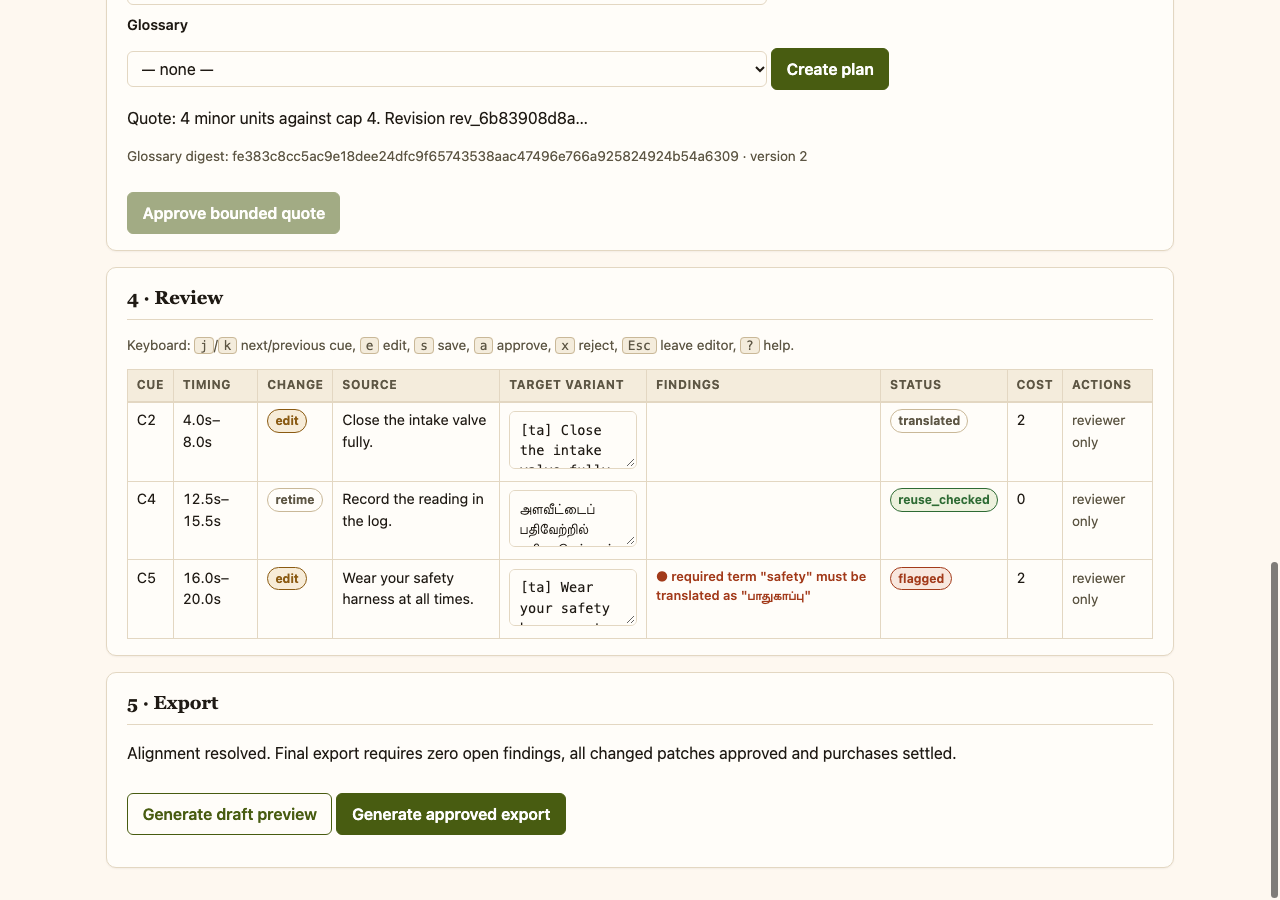 Glossary
— none —
Create plan
Quote: 4 minor units against cap 4. Revision rev_6b83908d8a...
Glossary digest: fe383c8cc5ac9e18dee24dfc9f65743538aac47496e766a925824924b54a6309 · version 2
Approve bounded quote
4 · Review
Keyboard: j/k next/previous cue, e edit, s save, a approve, x reject, Esc leave editor, ? help.
CUE TIMING CHANGE SOURCE TARGET VARIANT FINDINGS STATUS COST ACTIONS
C2
4.0s–
8.0s
edit
Close the intake valve
fully.
[ta] Close
the intake
translated
2
reviewer
only
C4
12.5s–
15.5s
retime
Record the reading in
the log.
அளவீட்டைப்
பதிவேற்றில்
reuse_checked
0
reviewer
only
C5
16.0s–
20.0s
edit
Wear your safety
harness at all times.
[ta] Wear
your safety
required term "safety" must be
translated as "பாதுகாப்பு"
flagged
2
reviewer
only
5 · Export
Alignment resolved. Final export requires zero open findings, all changed patches approved and purchases settled.
Generate draft preview
Generate approved export